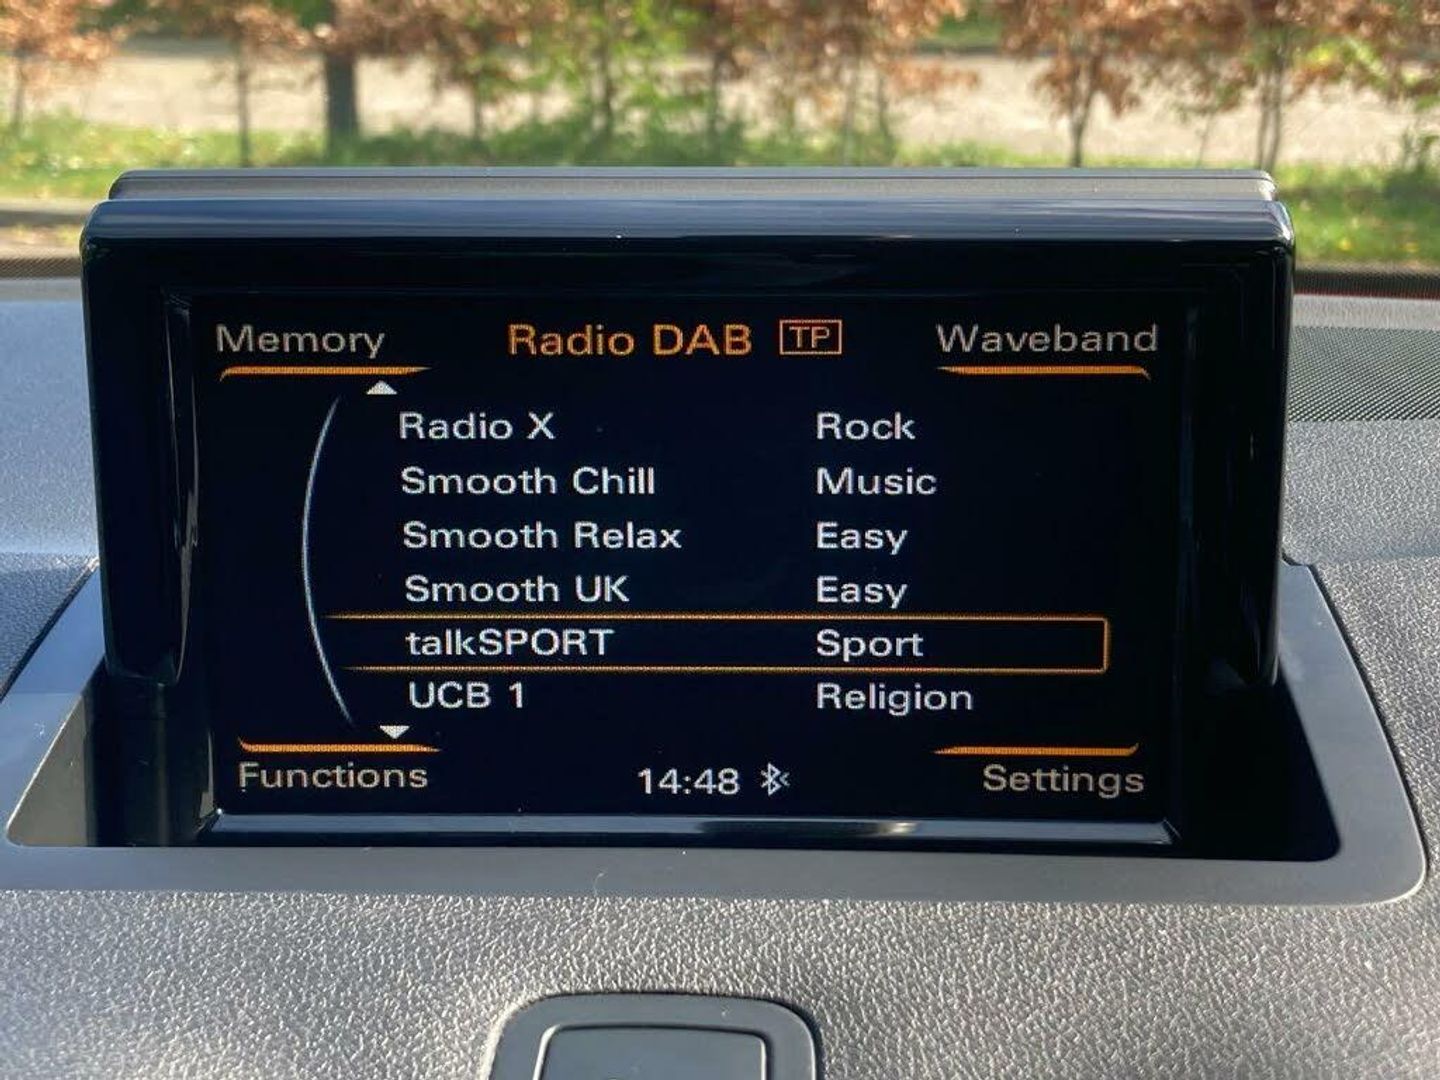 Memory Radio DAB TP Waveband
Radio X Rock
Smooth Chill Music
Smooth Relax Easy
Smooth UK Easy
talkSPORT Sport
UCB 1 Religion
Functions 14:48 Settings